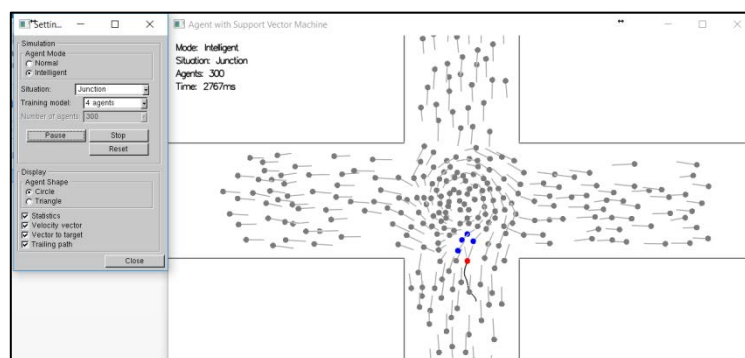 Settin...
Simulation
Agent Mode
Normal
Intelligent
Situation: Junction
Training model: 4 agents
Number of agents: 300
Pause Stop
Reset
Display
Agent Shape
Circle
Triangle
Statistics
Velocity vector
Vector to target
Trailing path
Close
Agent with Support Vector Machine
Mode: Intelligent
Situation: Junction
Agents: 300
Time: 2767ms